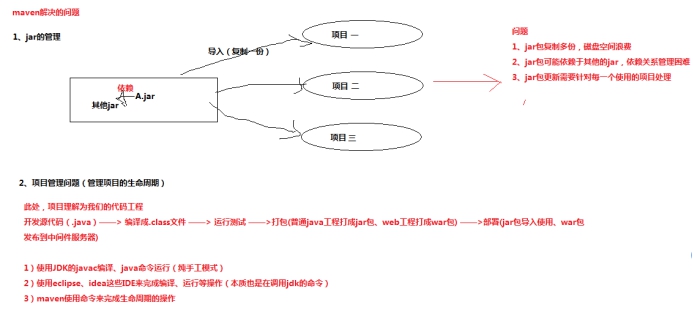 maven解决的问题
1、jar的管理
导入（复制一份）
项目 一
依赖
A.jar
其他jar
项目 二
项目 三
问题
1、jar包复制多份，磁盘空间浪费
2、jar包可能依赖于其他的jar，依赖关系管理困难
3、jar包更新需要针对每一个使用的项目处理
2、项目管理问题（管理项目的生命周期）
此处，项目理解为我们的代码工程
开发源代码（.java）——> 编译成.class文件 ——> 运行测试 ——>打包(普通java工程打成jar包、web工程打成war包) ——>部署(jar包导入使用、war包
发布到中间件服务器)
1）使用JDK的javac编译、java命令运行（纯手工模式）
2）使用eclipse、idea这些IDE来完成编译、运行等操作（本质也是在调用jdk的命令）
3）maven使用命令来完成生命周期的操作